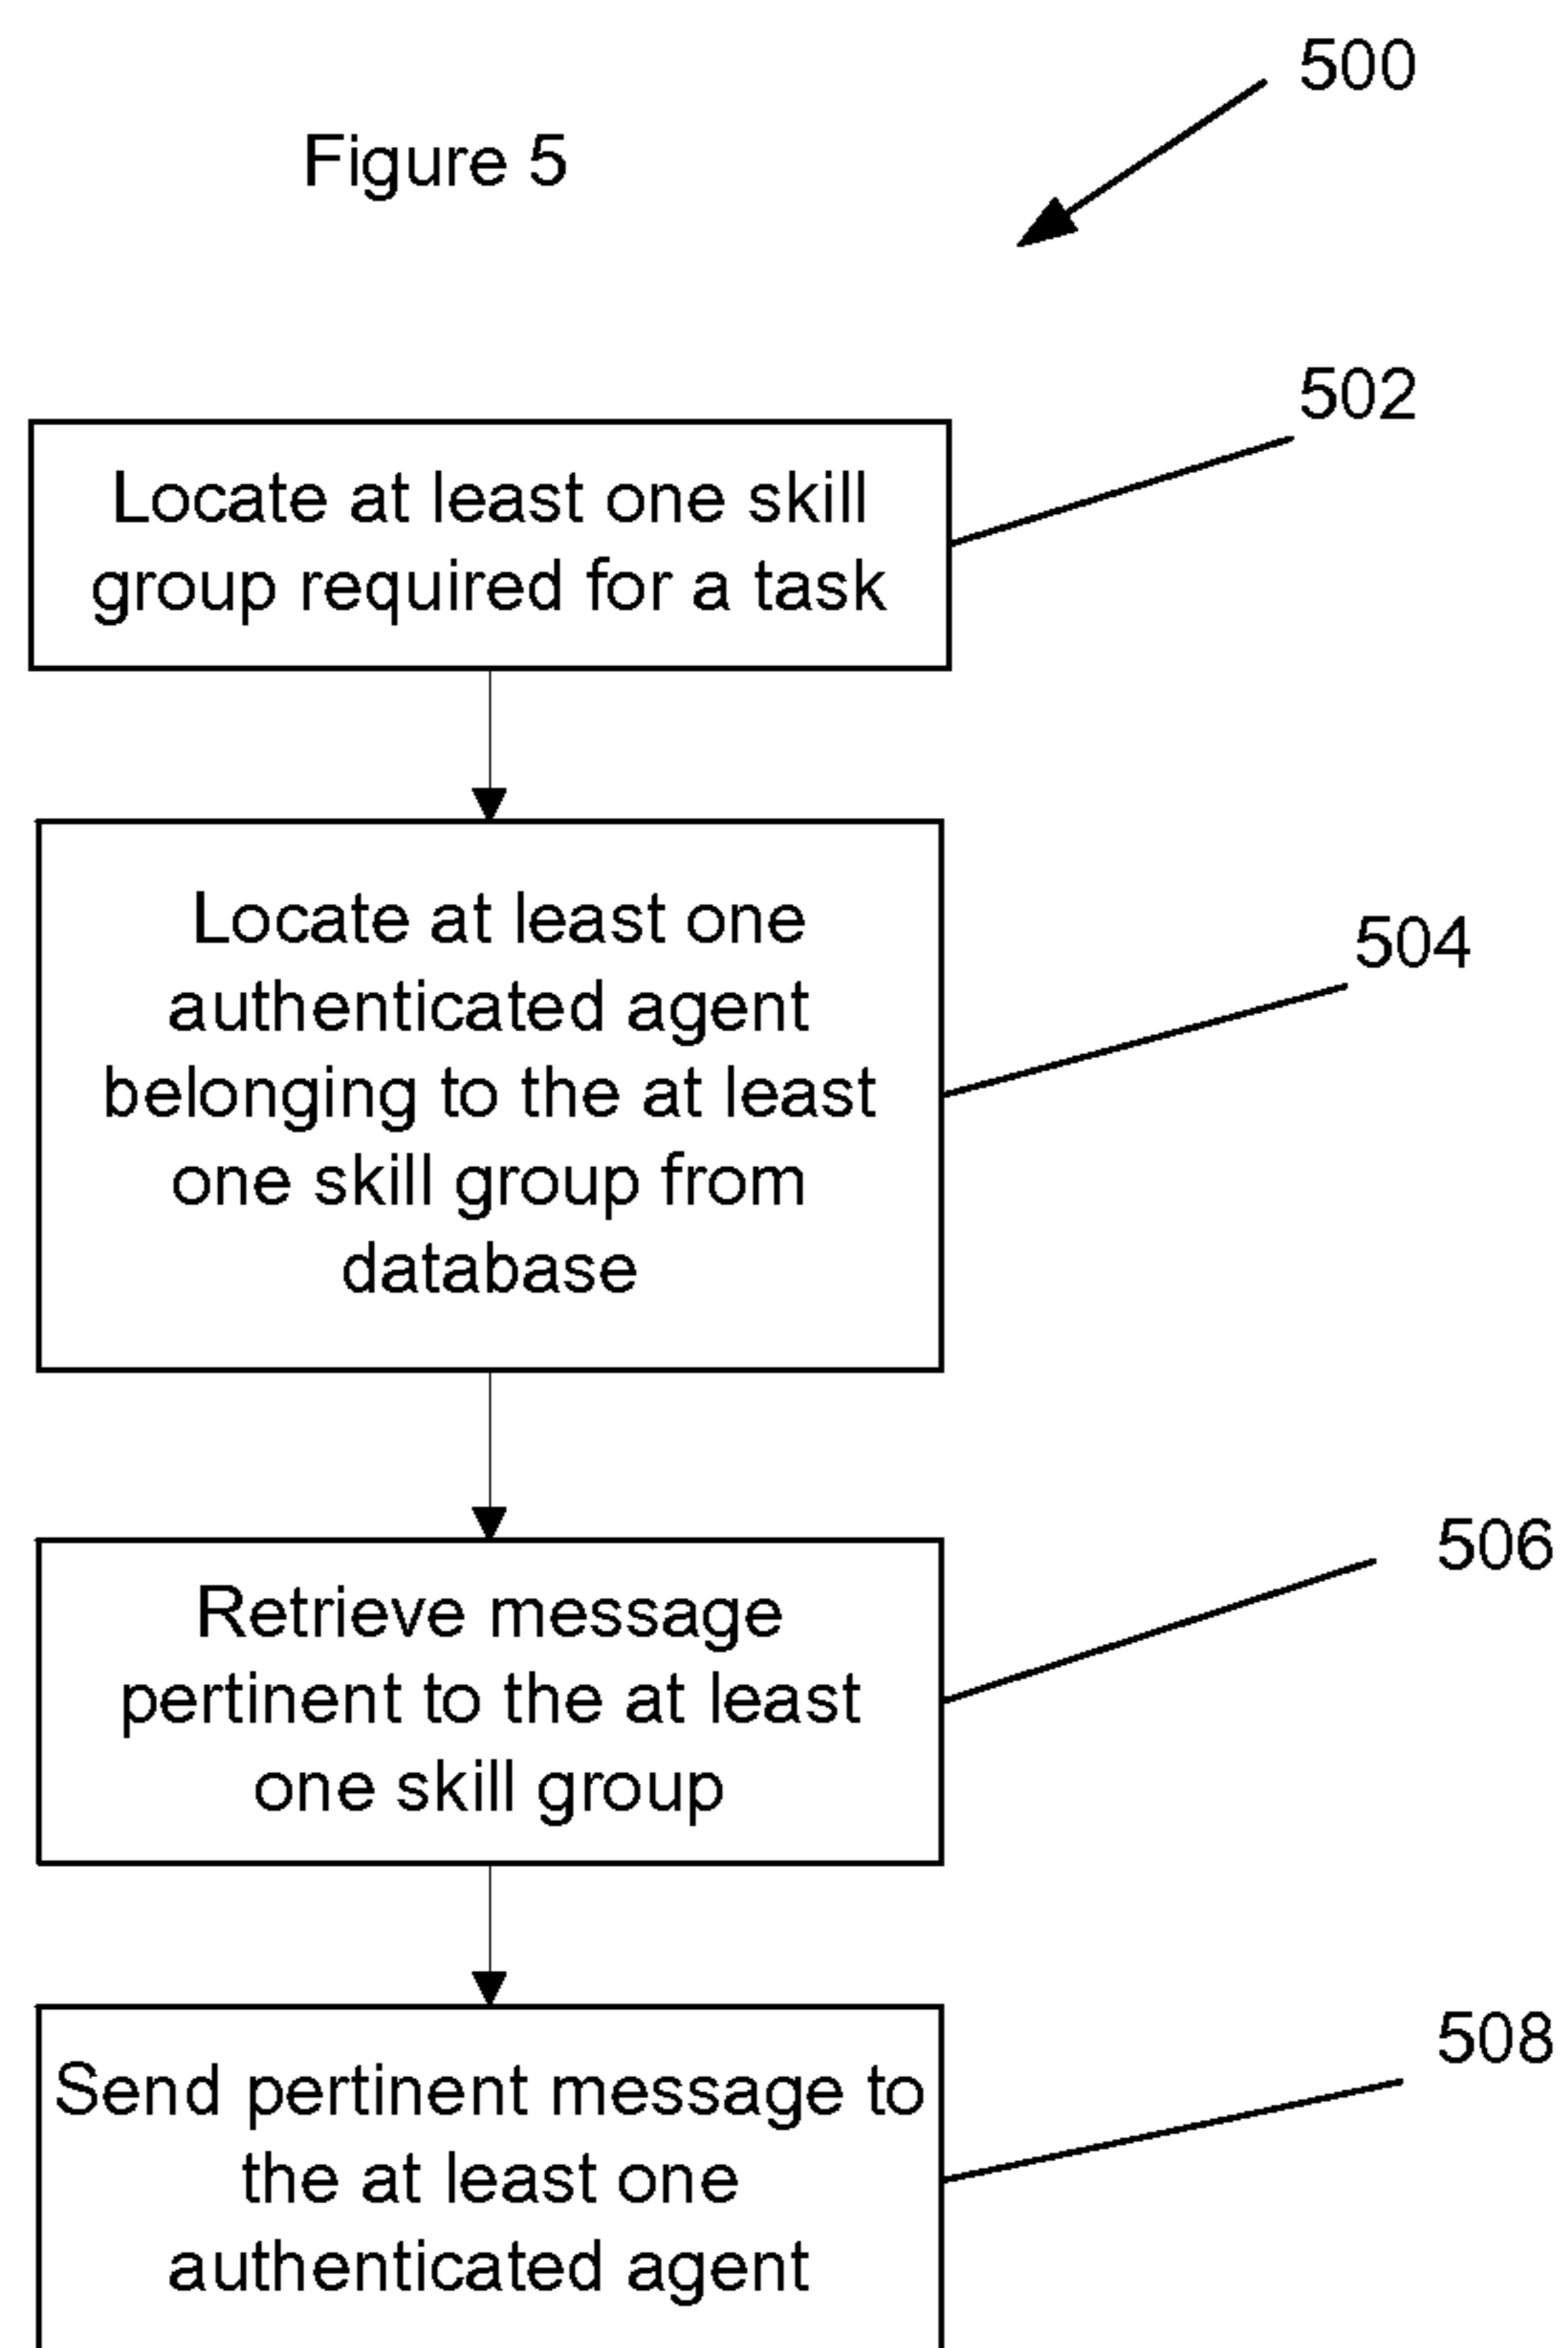 500
Figure 5
502
Locate at least one skill
group required for a task
Locate at least one
authenticated agent
belonging to the at least
one skill group from
database
504
Retrieve message
pertinent to the at least
one skill group
506
Send pertinent message to
the at least one
authenticated agent
508